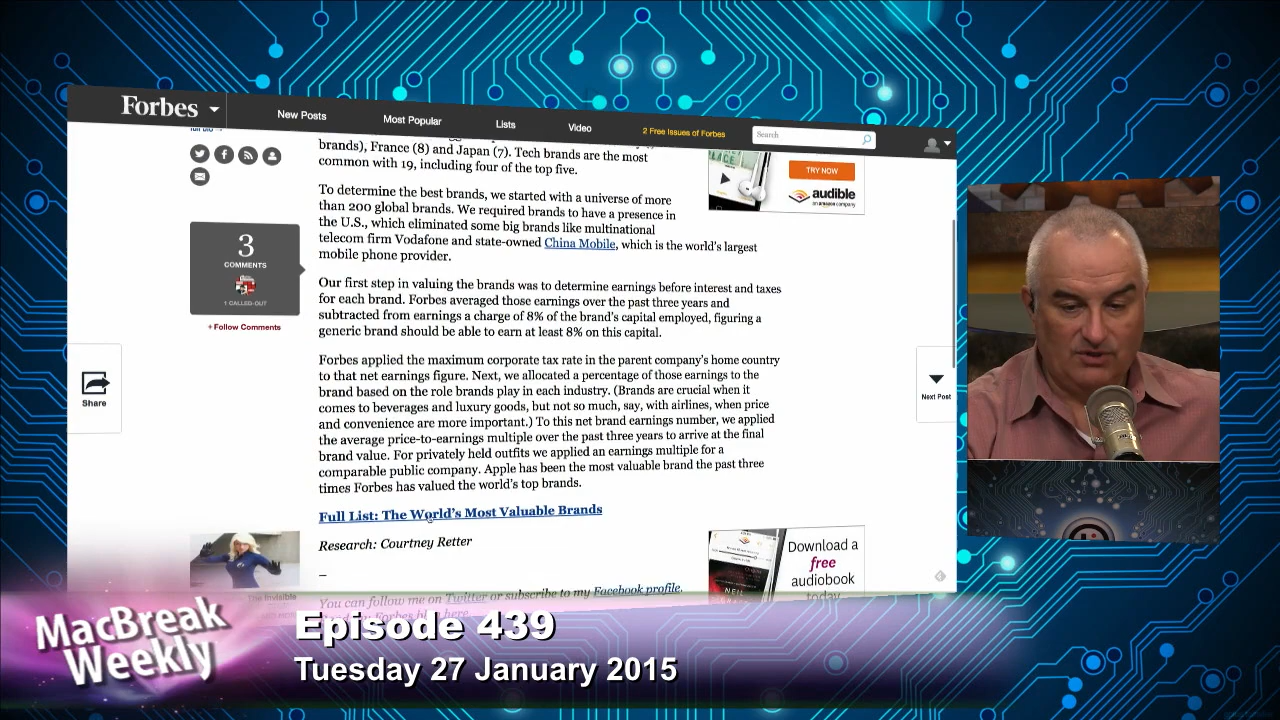 Forbes
New Posts
Most Popular
Lists
Video
2 Free Issues of Forbes
Search
brands), France (8) and Japan (7). Tech brands are the most
common with 19, including four of the top five.
To determine the best brands, we started with a universe of more
than 200 global brands. We required brands to have a presence in
the U.S., which eliminated some big brands like multinational
telecom firm Vodafone and state-owned China Mobile, which is the world's largest
mobile phone provider.
Our first step in valuing the brands was to determine earnings before interest and taxes
for each brand. Forbes averaged those earnings over the past three years and
subtracted from earnings a charge of 8% of the brand's capital employed, figuring a
generic brand should be able to earn at least 8% on this capital.
Forbes applied the maximum corporate tax rate in the parent company's home country
to that net earnings figure. Next, we allocated a percentage of those earnings to the
brand based on the role brands play in each industry. (Brands are crucial when it
comes to beverages and luxury goods, but not so much, say, with airlines, when price
and convenience are more important.) To this net brand earnings number, we applied
the average price-to-earnings multiple over the past three years to arrive at the final
brand value. For privately held outfits we applied an earnings multiple for a
comparable public company. Apple has been the most valuable brand the past three
times Forbes has valued the world's top brands.
Full List: The World's Most Valuable Brands
Research: Courtney Retter
—
You can follow me on Twitter or subscribe to my Facebook profile.
3
COMMENTS
1 CALLED-OUT
+ Follow Comments
Share
The Invisible
TRY NOW
audible
an amazon company
Next Post
Download a
free
audiobook
today
MacBreak
Weekly
Episode 439
Tuesday 27 January 2015